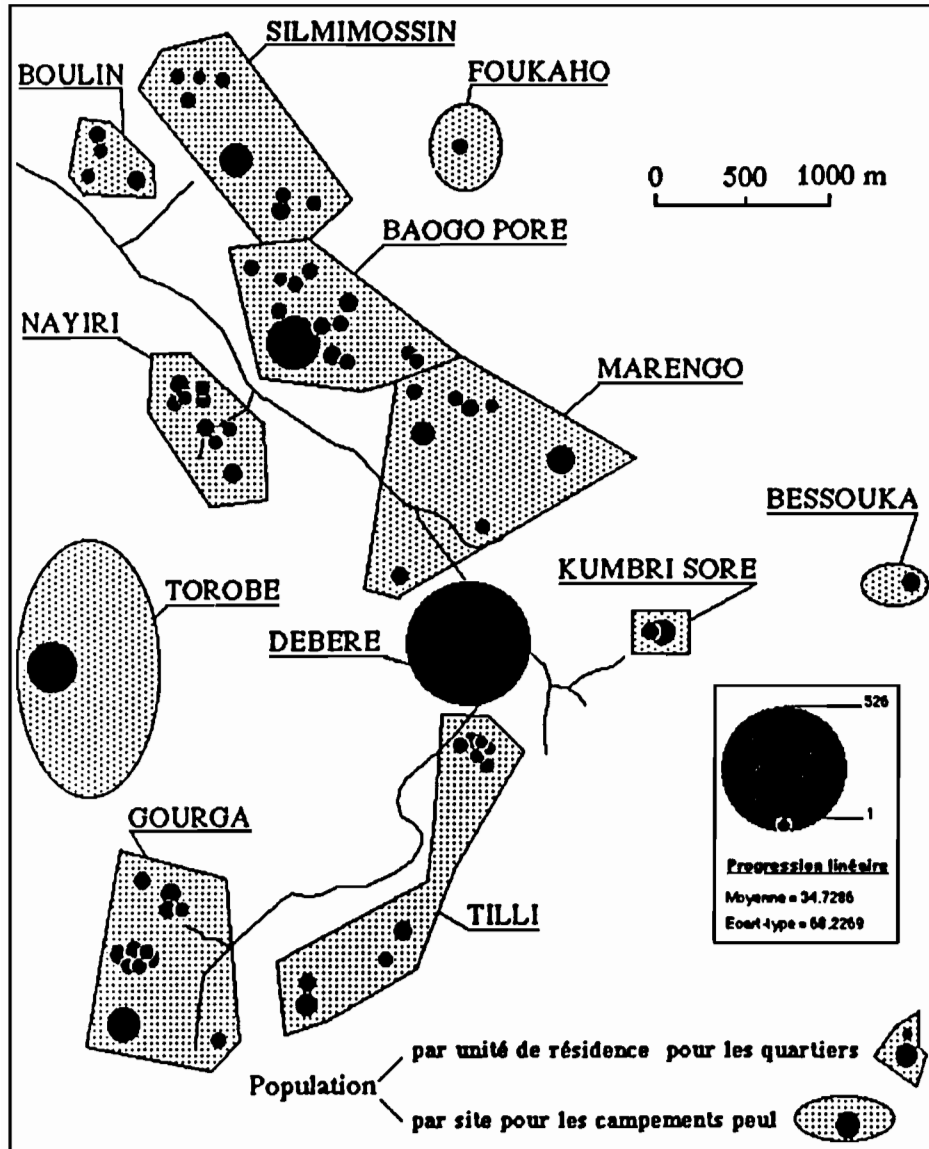 SILMIMOSSIN
BOULIN
FOUKAHO
0 500 1000 m
BAOGO PORE
NAYIRI
MARENGO
BESSOUKA
TOROBE
KUMBRI SORE
DEBERE
526
1
GOURGA
Progression linéaire
Moyenne = 34.7286
Ecart-type = 68.2269
TILLI
par unité de résidence pour les quartiers
Population
par site pour les campements peul